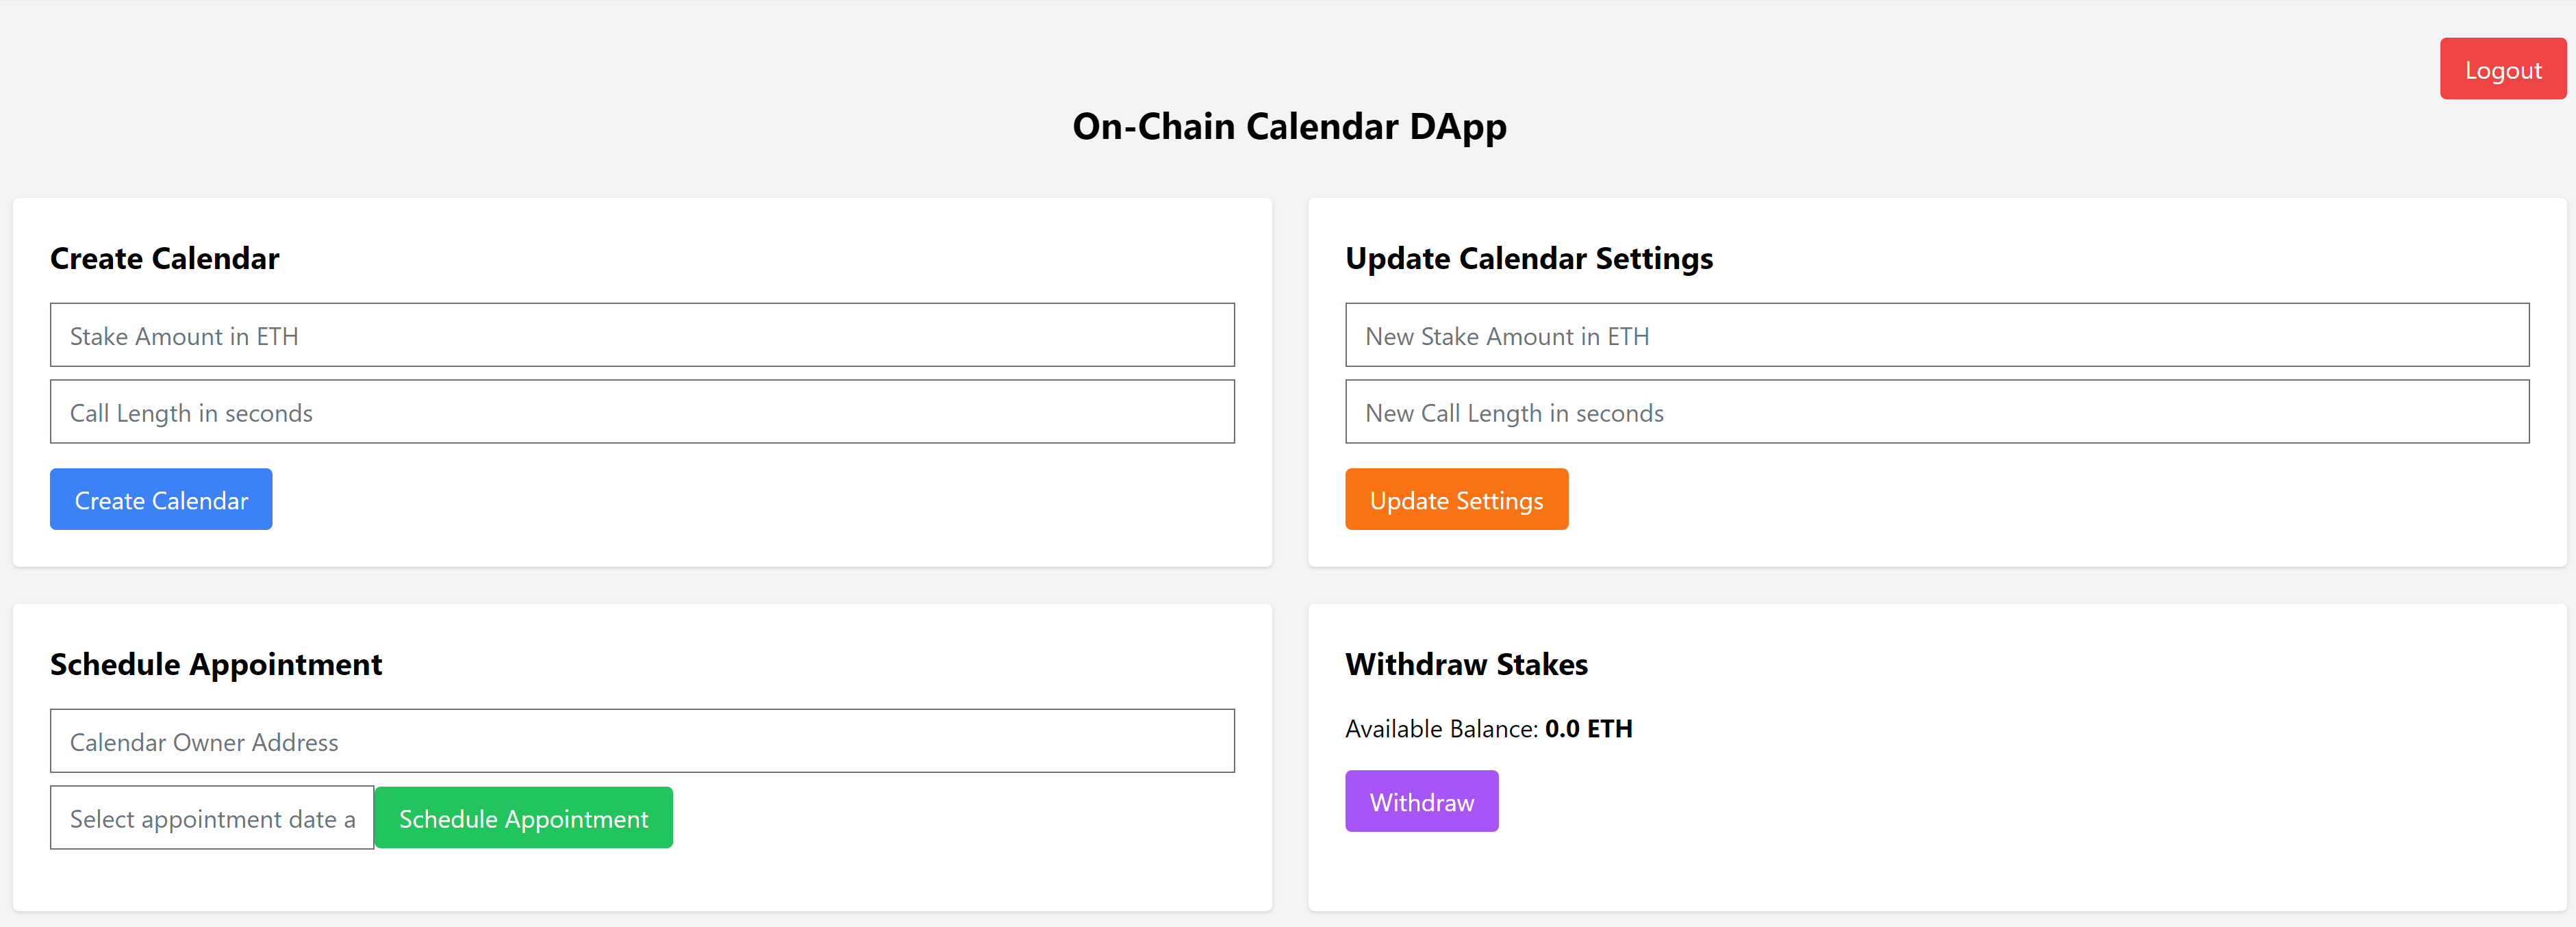 Logout
On-Chain Calendar DApp
Create Calendar
Stake Amount in ETH
Call Length in seconds
Create Calendar
Update Calendar Settings
New Stake Amount in ETH
New Call Length in seconds
Update Settings
Schedule Appointment
Calendar Owner Address
Select appointment date a
Schedule Appointment
Withdraw Stakes
Available Balance: 0.0 ETH
Withdraw